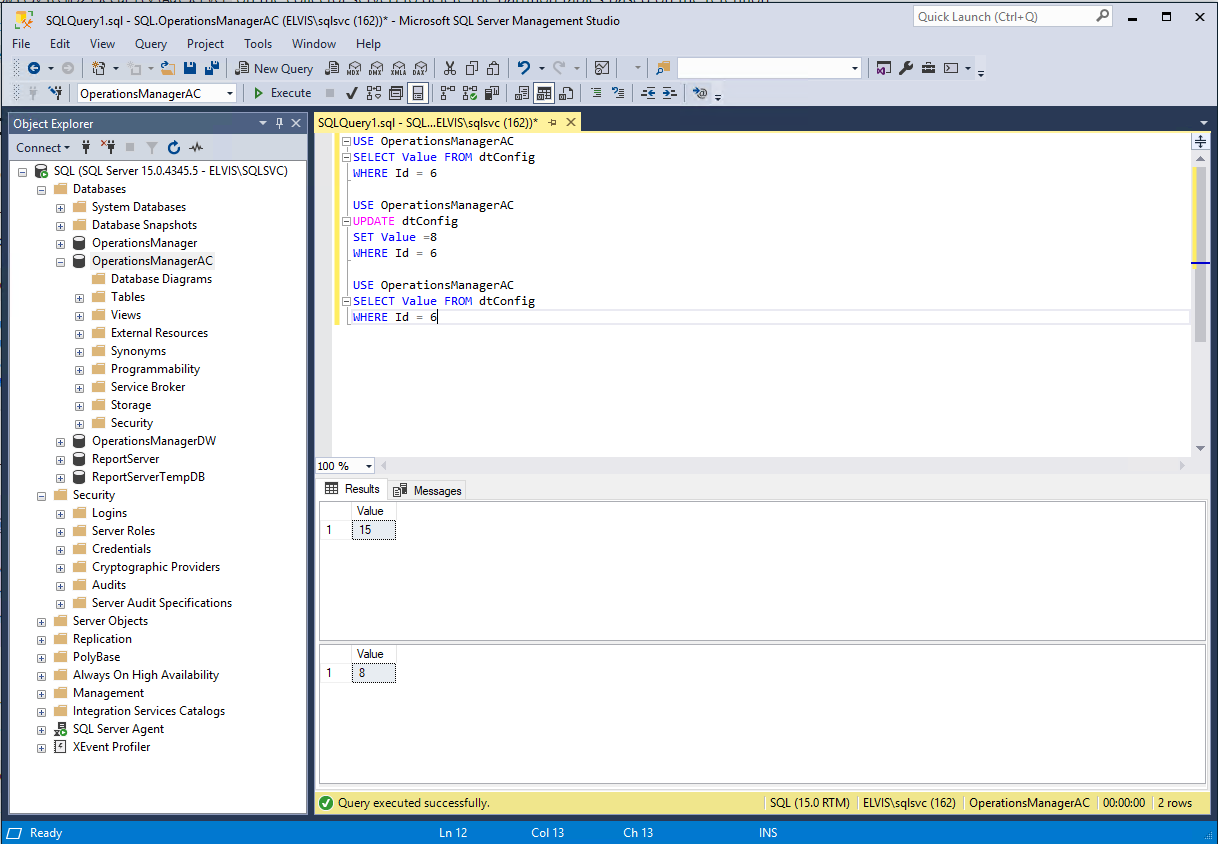 SQLQuery1.sql - SQL.OperationsManagerAC (ELVIS\sqlsvc (162))* - Microsoft SQL Server Management Studio
Quick Launch (Ctrl+Q)
File Edit View Query Project Tools Window Help
New Query MDX DMX XMLA DAX
OperationsManagerAC Execute
Object Explorer
Connect
SQL (SQL Server 15.0.4345.5 - ELVIS\SQLSVC)
Databases
System Databases
Database Snapshots
OperationsManager
OperationsManagerAC
Database Diagrams
Tables
Views
External Resources
Synonyms
Programmability
Service Broker
Storage
Security
OperationsManagerDW
ReportServer
ReportServerTempDB
Security
Logins
Server Roles
Credentials
Cryptographic Providers
Audits
Server Audit Specifications
Server Objects
Replication
PolyBase
Always On High Availability
Management
Integration Services Catalogs
SQL Server Agent
XEvent Profiler
SQLQuery1.sql - SQL...ELVIS\sqlsvc (162))*
USE OperationsManagerAC
SELECT Value FROM dtConfig
WHERE Id = 6
USE OperationsManagerAC
UPDATE dtConfig
SET Value =8
WHERE Id = 6
USE OperationsManagerAC
SELECT Value FROM dtConfig
WHERE Id = 6
100 %
Results Messages
Value
1 15
Value
1 8
Query executed successfully. SQL (15.0 RTM) ELVIS\sqlsvc (162) OperationsManagerAC 00:00:00 2 rows
Ready Ln 12 Col 13 Ch 13 INS